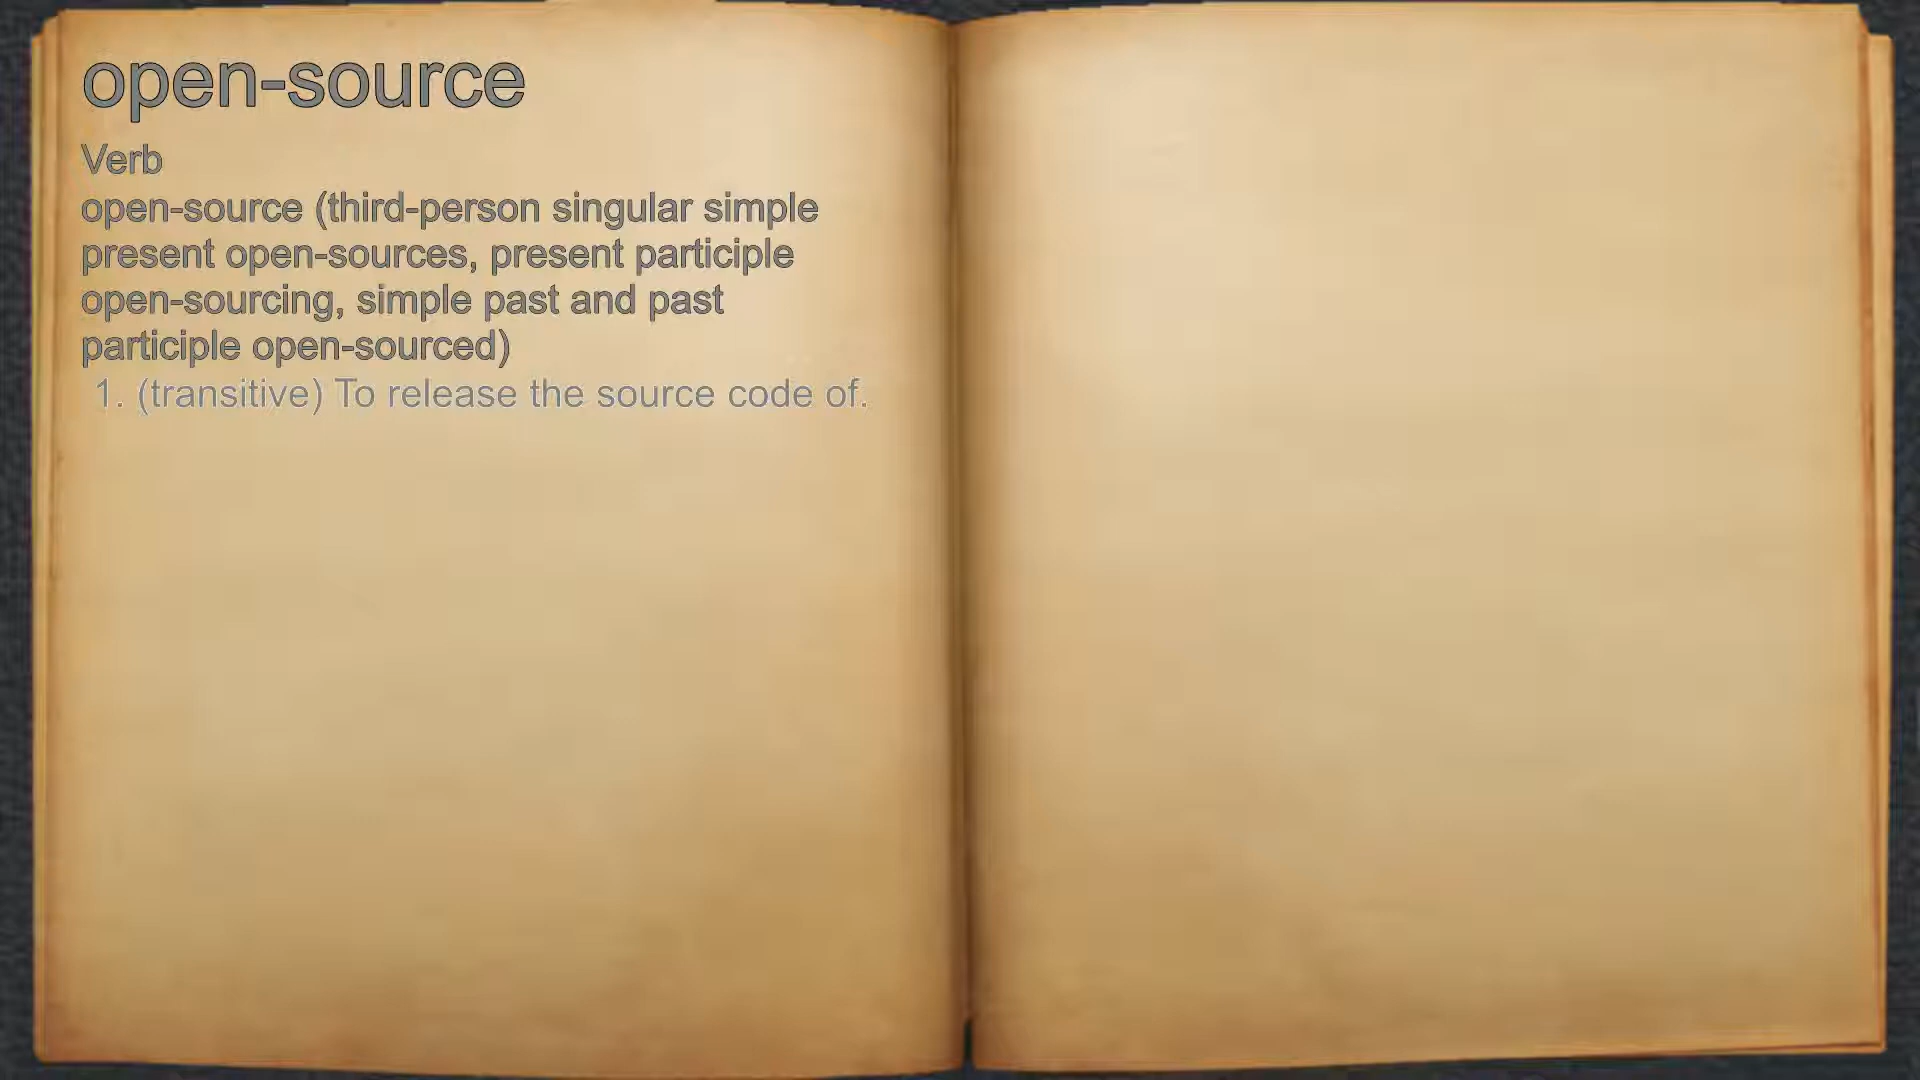 open-source
Verb
open-source (third-person singular simple
present open-sources, present participle
open-sourcing, simple past and past
participle open-sourced)
1. (transitive) To release the source code of.